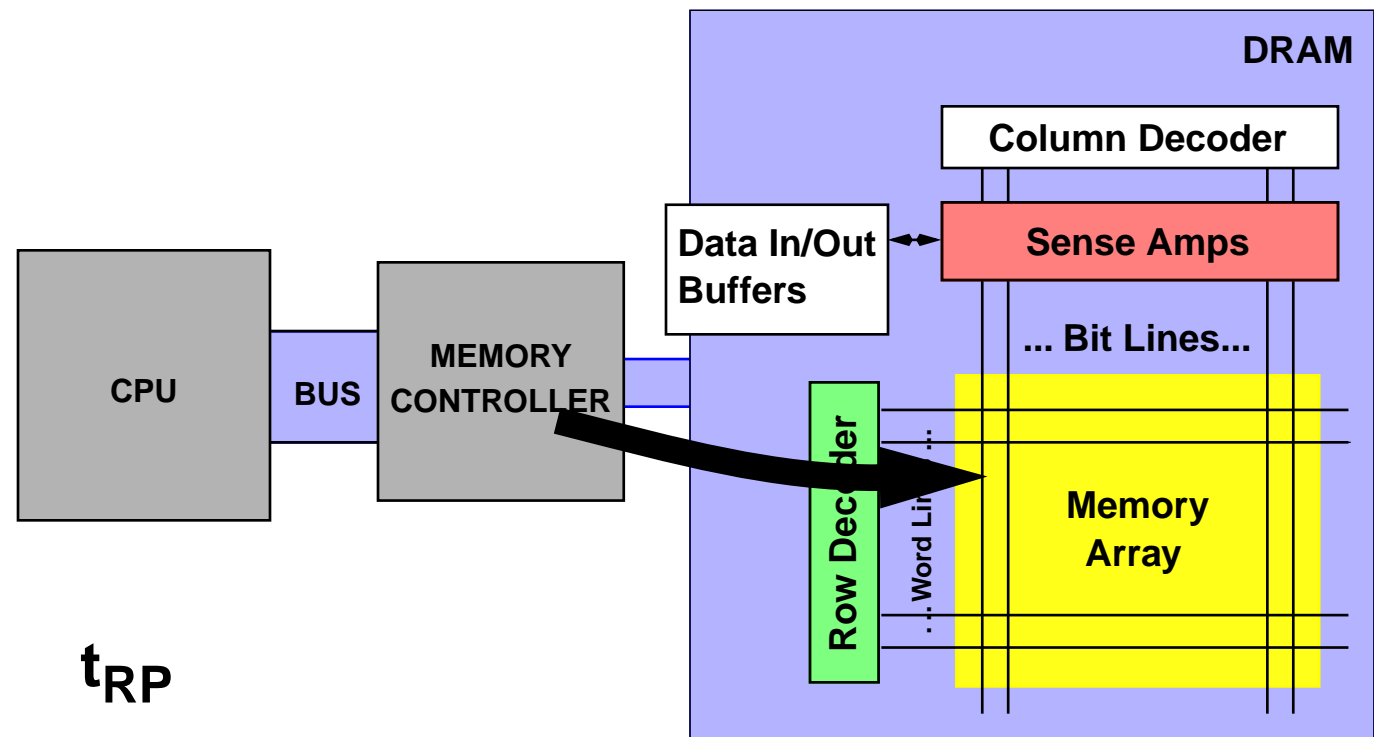 DRAM
Column Decoder
Data In/Out
Buffers
Sense Amps
... Bit Lines...
CPU
BUS
MEMORY
CONTROLLER
Row Decoder
Memory
Array
tRP